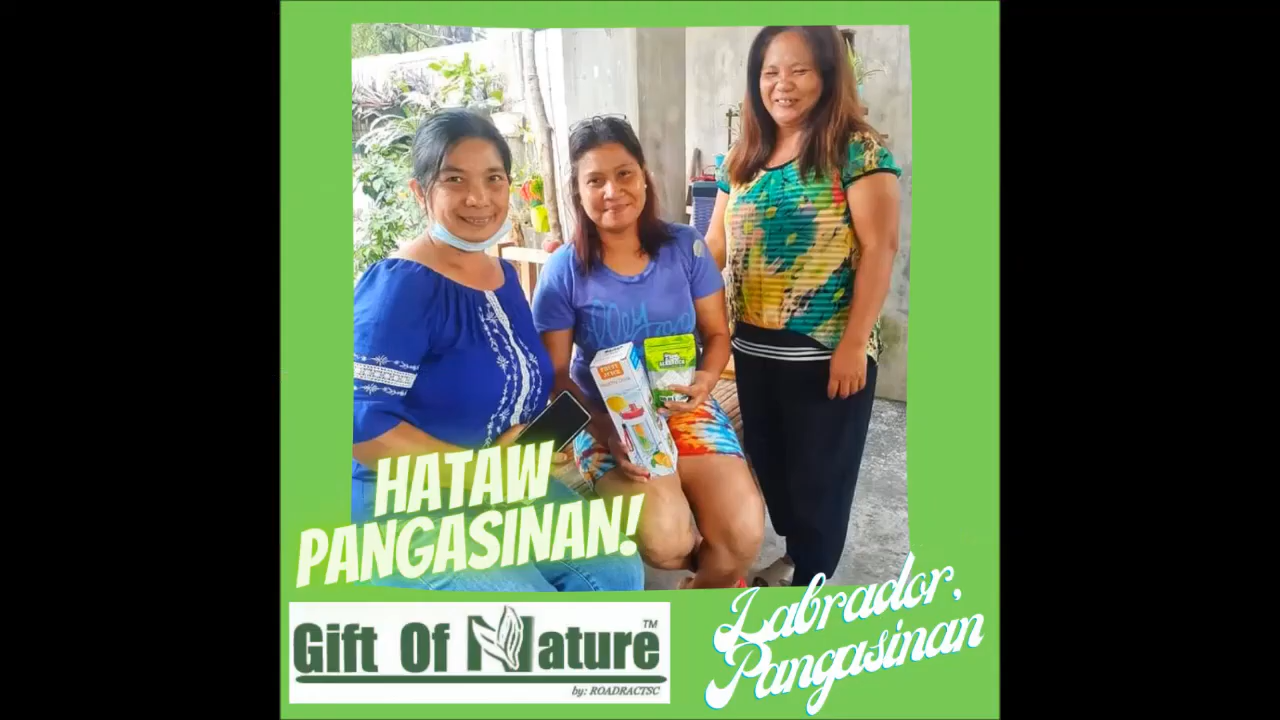 HATAW
PANGASINAN!
Gift Of Nature™
by: ROADRACTSC
Labrador,
Pangasinan